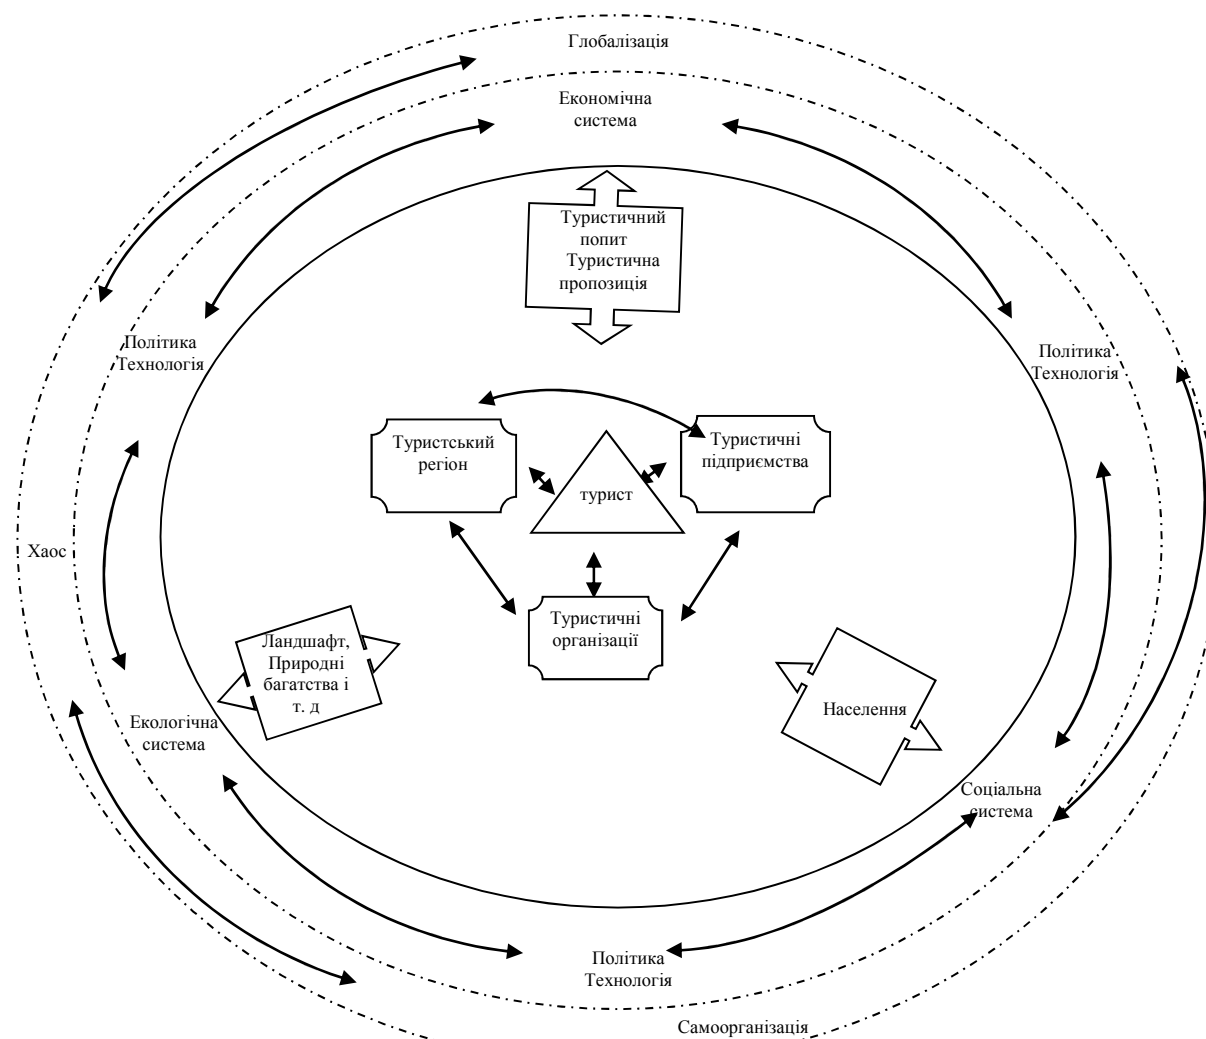 Глобалізація
Економічна
система
Туристичний
попит
Туристична
пропозиція
Політика
Технологія
Політика
Технологія
Туристський
регіон
Туристичні
підприємства
турист
Хаос
Туристичні
організації
Ландшафт,
Природні
багатства і
т. д
Населення
Екологічна
система
Соціальна
система
Політика
Технологія
Самоорганізація